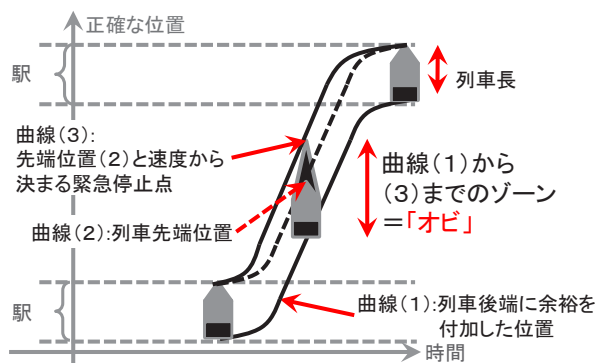 正確な位置
駅
列車長
曲線(3):
先端位置(2)と速度から
決まる緊急停止点
曲線(1)から
(3)までのゾーン
=「オビ」
曲線(2):列車先端位置
駅
曲線(1):列車後端に余裕を
付加した位置
時間